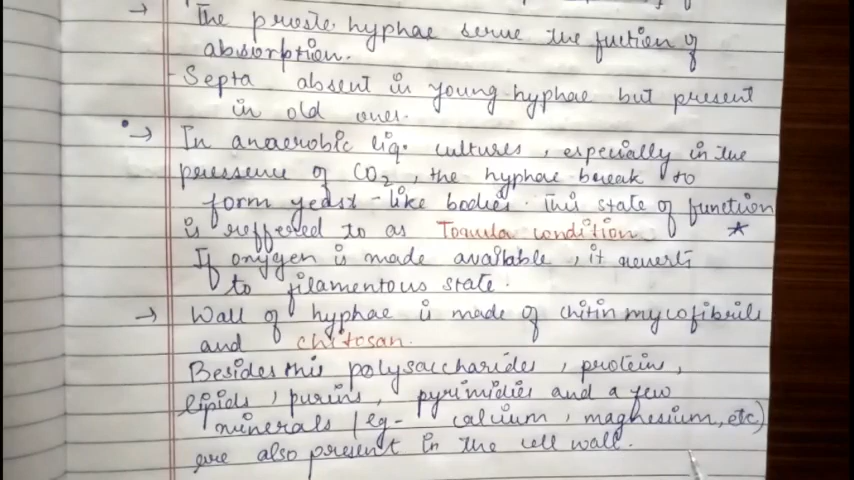 → The proste hyphae serve the fuction of
absorption.
- Septa absent in young hyphae but present
in old ones.
• → In anaerobic liq. cultures, especially in the
pressence of CO2, the hyphae break to
form yeast-like bodies. This state of function
is reffered to as Torula condition *
If oxygen is made available, it reverts
to filamentous state.
→ Wall of hyphae is made of chitin mycofibrils
and chitosan.
Besides this polysaccharides, protein,
lipids, purins, pyrimidies and a few
minerals (eg- calcium, magnesium, etc)
are also present in the cell wall.